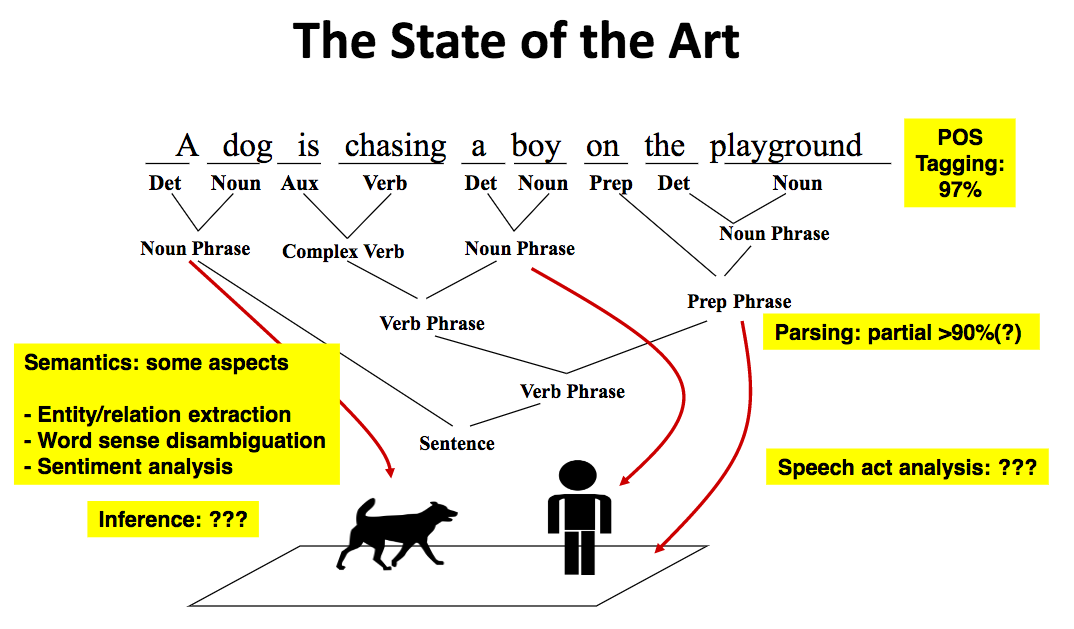 The State of the Art
A dog is chasing a boy on the playground
POS
Tagging:
97%
Det Noun Aux Verb Det Noun Prep Det Noun
Noun Phrase Complex Verb Noun Phrase Noun Phrase
Prep Phrase
Verb Phrase
Parsing: partial >90%(?)
Semantics: some aspects
- Entity/relation extraction
- Word sense disambiguation
- Sentiment analysis
Verb Phrase
Sentence
Speech act analysis: ???
Inference: ???